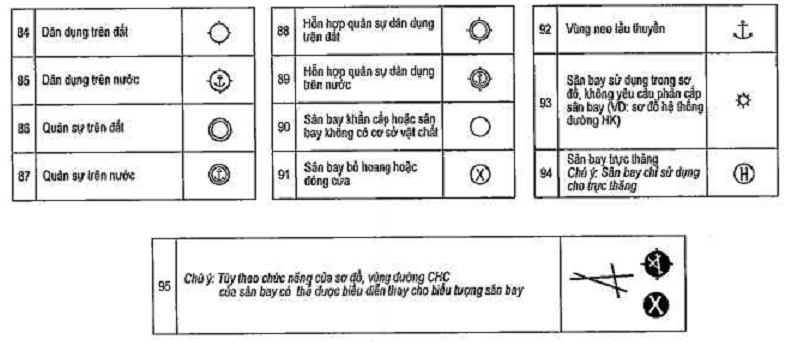 84 Dân dụng trên đất
85 Dân dụng trên nước
86 Quân sự trên đất
87 Quân sự trên nước
88 Hỗn hợp quân sự dân dụng
trên đất
89 Hỗn hợp quân sự dân dụng
trên nước
90 Sân bay khẩn cấp hoặc sân
bay không có cơ sở vật chất
91 Sân bay bỏ hoang hoặc
đóng cửa
X
92 Vùng neo tàu thuyền
93 Sân bay sử dụng trong sơ
đồ, không yêu cầu phân cấp
sân bay (VD: sơ đồ hệ thống
đường HK)
94 Sân bay trực thăng
Chú ý: Sân bay chỉ sử dụng
cho trực thăng
H
95 Chú ý: Tùy theo chức năng của sơ đồ, vùng đường CHC
của sân bay có thể được biểu diễn thay cho biểu tượng sân bay
X